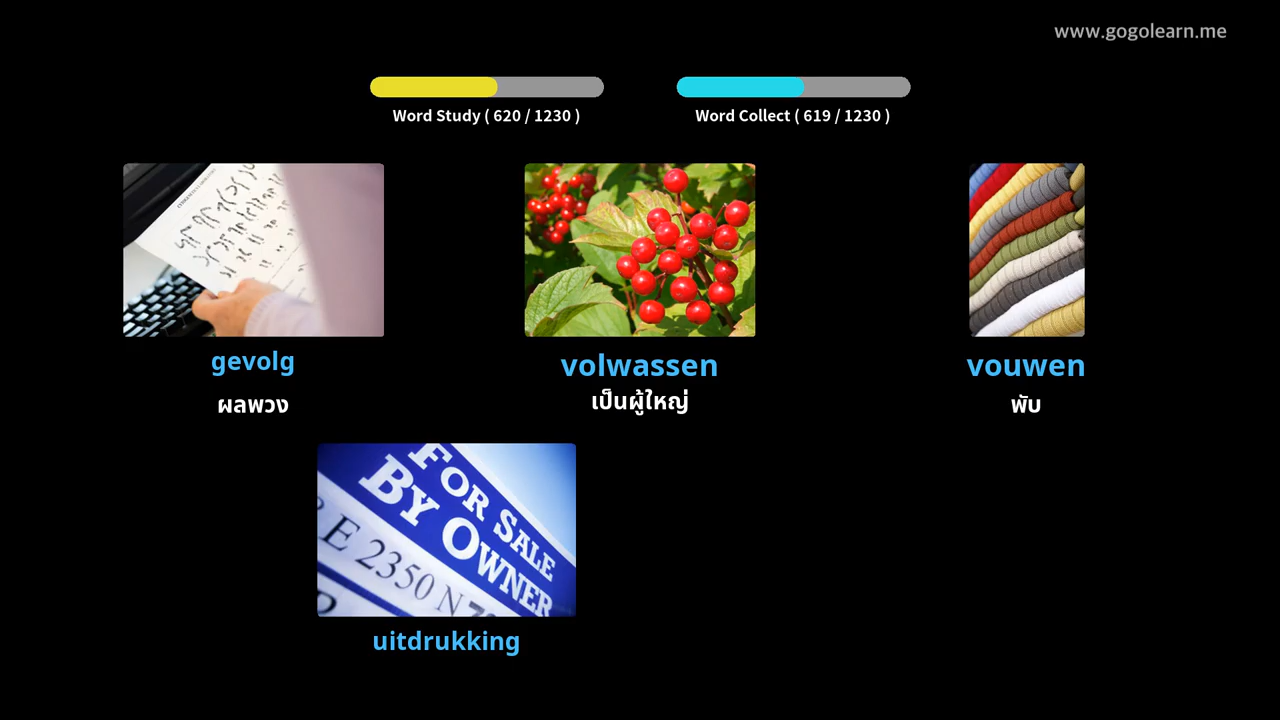 www.gogolearn.me
Word Study ( 620 / 1230 )
Word Collect ( 619 / 1230 )
gevolg
ผลพวง
volwassen
เป็นผู้ใหญ่
vouwen
พับ
FOR SALE
BY OWNER
E 2350 N
uitdrukking